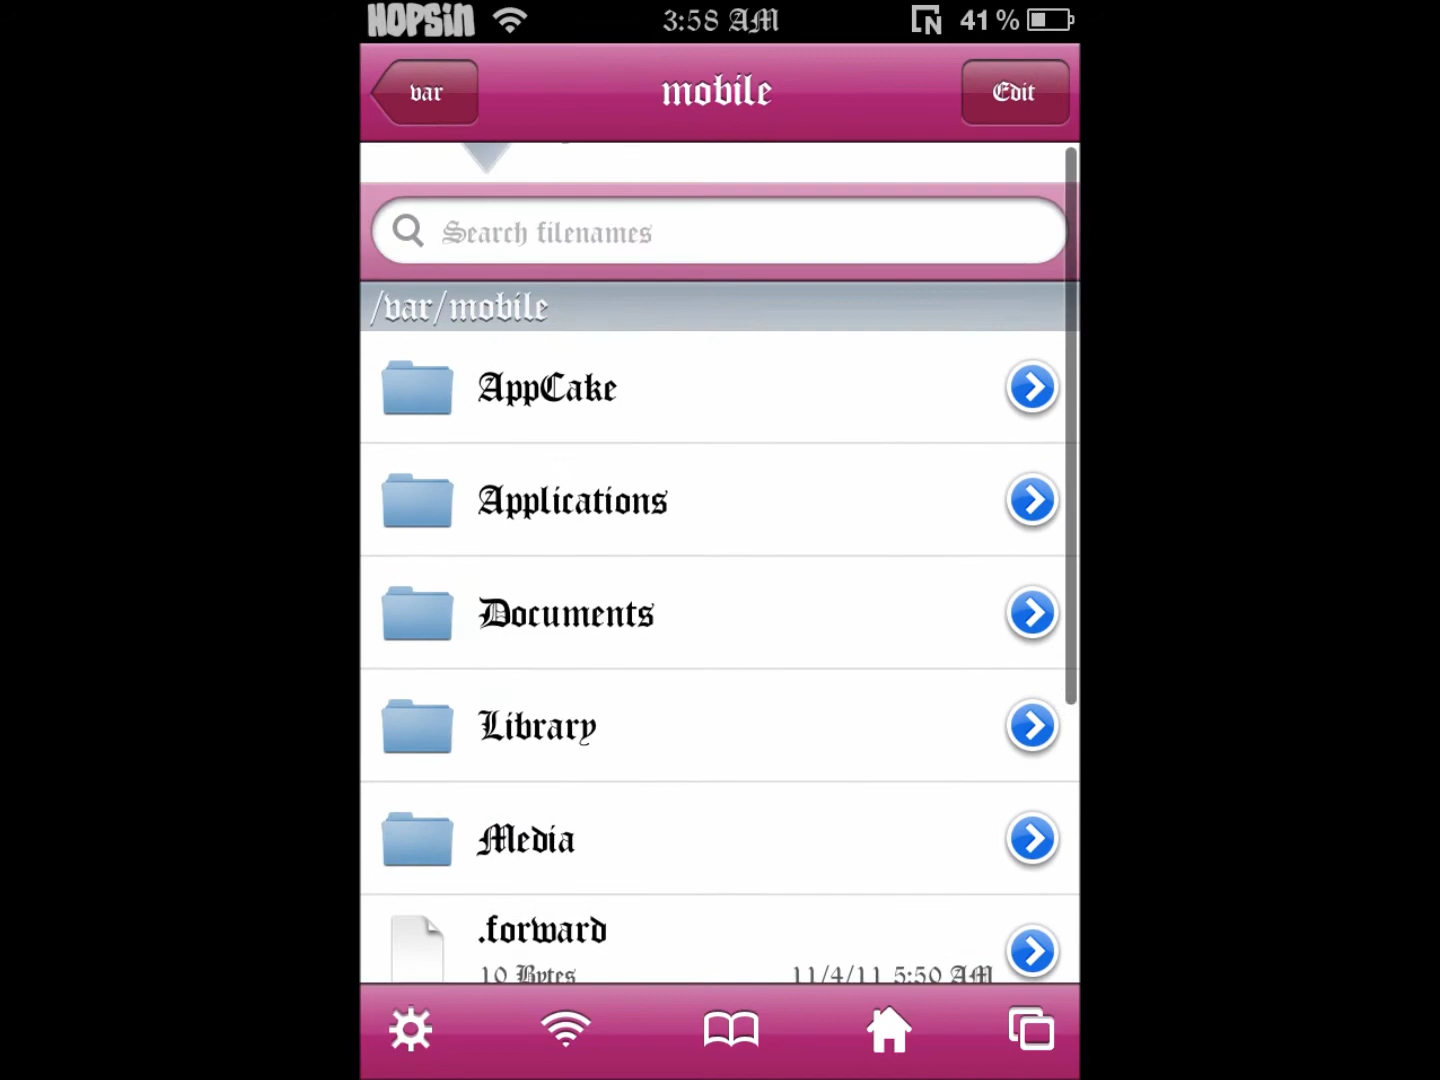 HOPSiN 3:58 AM 41%
var mobile Edit
Search filenames
/var/mobile
AppCake
Applications
Documents
Library
Media
.forward
10 Bytes 11/4/11 5:50 AM